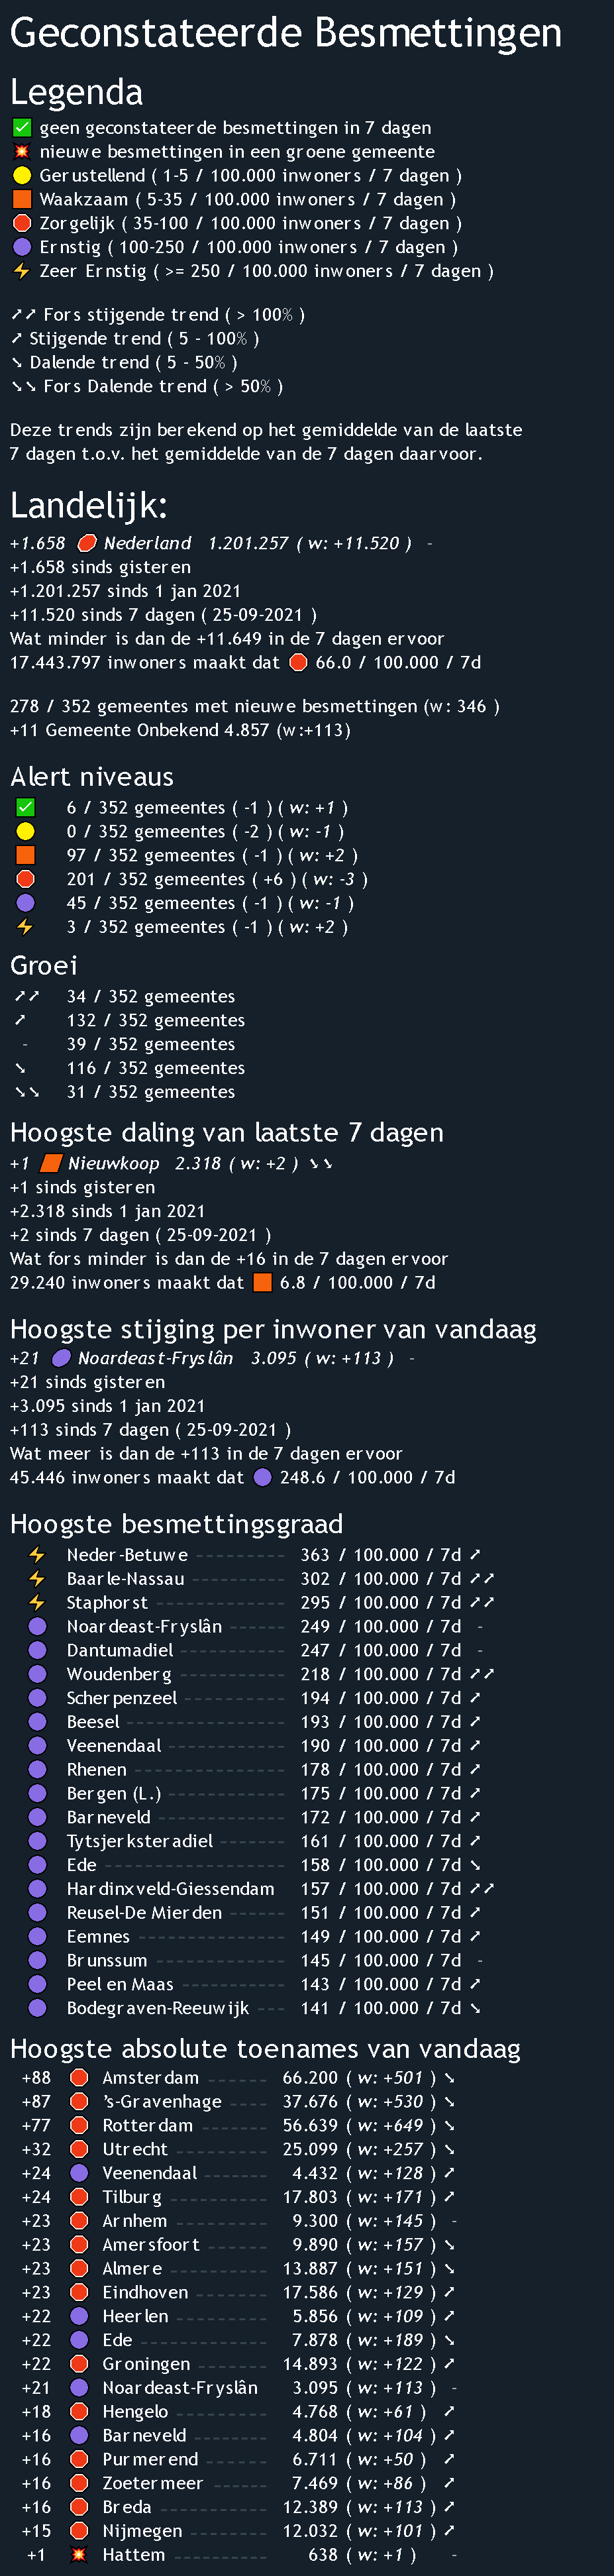 Geconstateerde Besmettingen
Legenda
geen geconstateerde besmettingen in 7 dagen
nieuwe besmettingen in een groene gemeente
Gerustellend ( 1-5 / 100.000 inwoners / 7 dagen )
Waakzaam ( 5-35 / 100.000 inwoners / 7 dagen )
Zorgelijk ( 35-100 / 100.000 inwoners / 7 dagen )
Ernstig ( 100-250 / 100.000 inwoners / 7 dagen )
Zeer Ernstig ( >= 250 / 100.000 inwoners / 7 dagen )
➚➚ Fors stijgende trend ( > 100% )
➚ Stijgende trend ( 5 - 100% )
➘ Dalende trend ( 5 - 50% )
➘➘ Fors Dalende trend ( > 50% )
Deze trends zijn berekend op het gemiddelde van de laatste
7 dagen t.o.v. het gemiddelde van de 7 dagen daarvoor.
Landelijk:
+1.658 Nederland 1.201.257 ( w: +11.520 ) -
+1.658 sinds gisteren
+1.201.257 sinds 1 jan 2021
+11.520 sinds 7 dagen ( 25-09-2021 )
Wat minder is dan de +11.649 in de 7 dagen ervoor
17.443.797 inwoners maakt dat 66.0 / 100.000 / 7d
278 / 352 gemeentes met nieuwe besmettingen (w: 346 )
+11 Gemeente Onbekend 4.857 (w:+113)
Alert niveaus
6 / 352 gemeentes ( -1 ) ( w: +1 )
0 / 352 gemeentes ( -2 ) ( w: -1 )
97 / 352 gemeentes ( -1 ) ( w: +2 )
201 / 352 gemeentes ( +6 ) ( w: -3 )
45 / 352 gemeentes ( -1 ) ( w: -1 )
3 / 352 gemeentes ( -1 ) ( w: +2 )
Groei
➚➚ 34 / 352 gemeentes
➚ 132 / 352 gemeentes
- 39 / 352 gemeentes
➘ 116 / 352 gemeentes
➘➘ 31 / 352 gemeentes
Hoogste daling van laatste 7 dagen
+1 Nieuwkoop 2.318 ( w: +2 ) ➘➘
+1 sinds gisteren
+2.318 sinds 1 jan 2021
+2 sinds 7 dagen ( 25-09-2021 )
Wat fors minder is dan de +16 in de 7 dagen ervoor
29.240 inwoners maakt dat 6.8 / 100.000 / 7d
Hoogste stijging per inwoner van vandaag
+21 Noardeast-Fryslân 3.095 ( w: +113 ) -
+21 sinds gisteren
+3.095 sinds 1 jan 2021
+113 sinds 7 dagen ( 25-09-2021 )
Wat meer is dan de +113 in de 7 dagen ervoor
45.446 inwoners maakt dat 248.6 / 100.000 / 7d
Hoogste besmettingsgraad
Neder-Betuwe ---------- 363 / 100.000 / 7d ➚
Baarle-Nassau ---------- 302 / 100.000 / 7d ➚➚
Staphorst ---------- 295 / 100.000 / 7d ➚➚
Noardeast-Fryslân ------ 249 / 100.000 / 7d -
Dantumadiel ---------- 247 / 100.000 / 7d -
Woudenberg ---------- 218 / 100.000 / 7d ➚➚
Scherpenzeel ---------- 194 / 100.000 / 7d ➚
Beesel ---------- 193 / 100.000 / 7d ➚
Veenendaal ---------- 190 / 100.000 / 7d ➚
Rhenen ---------- 178 / 100.000 / 7d ➚
Bergen (L.) ---------- 175 / 100.000 / 7d ➚
Barneveld ---------- 172 / 100.000 / 7d ➚
Tytsjerksteradiel ------- 161 / 100.000 / 7d ➚
Ede ---------- 158 / 100.000 / 7d ➘
Hardinxveld-Giessendam 157 / 100.000 / 7d ➚➚
Reusel-De Mierden ------ 151 / 100.000 / 7d ➚
Eemnes ---------- 149 / 100.000 / 7d ➚
Brunssum ---------- 145 / 100.000 / 7d -
Peel en Maas ---------- 143 / 100.000 / 7d ➚
Bodegraven-Reeuwijk --- 141 / 100.000 / 7d ➘
Hoogste absolute toenames van vandaag
+88 Amsterdam ------ 66.200 ( w: +501 ) ➘
+87 's-Gravenhage ---- 37.676 ( w: +530 ) ➘
+77 Rotterdam ------- 56.639 ( w: +649 ) ➘
+32 Utrecht -------- 25.099 ( w: +257 ) ➘
+24 Veenendaal ------ 4.432 ( w: +128 ) ➚
+24 Tilburg -------- 17.803 ( w: +171 ) ➚
+23 Arnhem -------- 9.300 ( w: +145 ) -
+23 Amersfoort ------ 9.890 ( w: +157 ) ➘
+23 Almere -------- 13.887 ( w: +151 ) ➘
+23 Eindhoven ------- 17.586 ( w: +129 ) ➚
+22 Heerlen -------- 5.856 ( w: +109 ) ➚
+22 Ede ---------- 7.878 ( w: +189 ) ➘
+22 Groningen ------- 14.893 ( w: +122 ) ➚
+21 Noardeast-Fryslân 3.095 ( w: +113 ) -
+18 Hengelo -------- 4.768 ( w: +61 ) ➚
+16 Barneveld ------- 4.804 ( w: +104 ) ➚
+16 Purmerend ------ 6.711 ( w: +50 ) ➚
+16 Zoetermeer ------ 7.469 ( w: +86 ) ➚
+16 Breda ---------- 12.389 ( w: +113 ) ➚
+15 Nijmegen ------- 12.032 ( w: +101 ) ➚
+1 Hattem -------- 638 ( w: +1 ) -